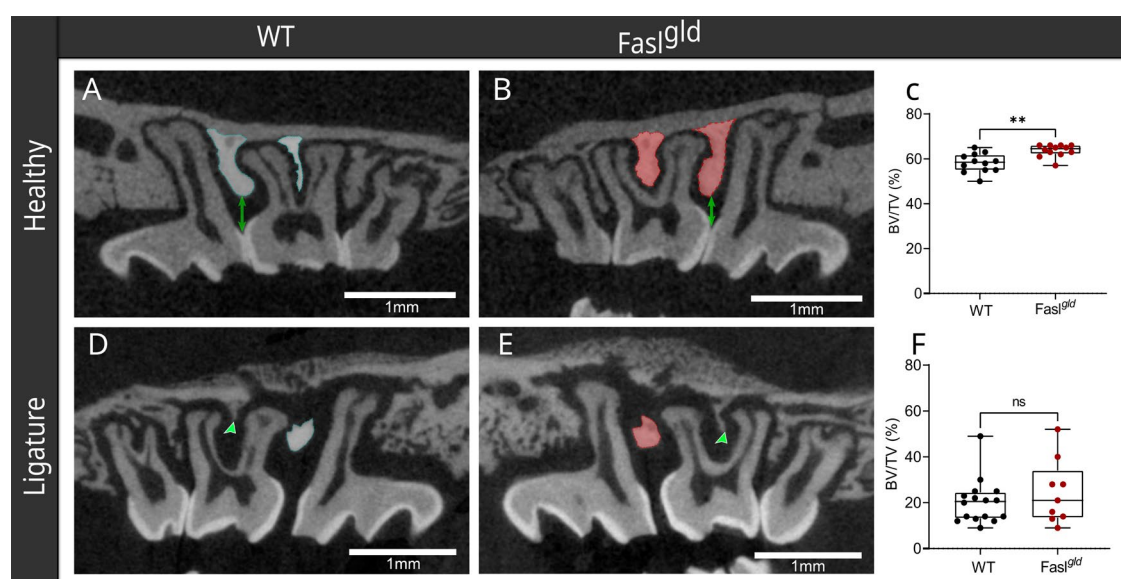 WT
Fasl^gld
Healthy
A
1mm
B
1mm
C
80
**
60
BV/TV (%)
40
20
0
WT
Fasl^gld
Ligature
D
1mm
E
1mm
F
80
ns
60
BV/TV (%)
40
20
0
WT
Fasl^gld